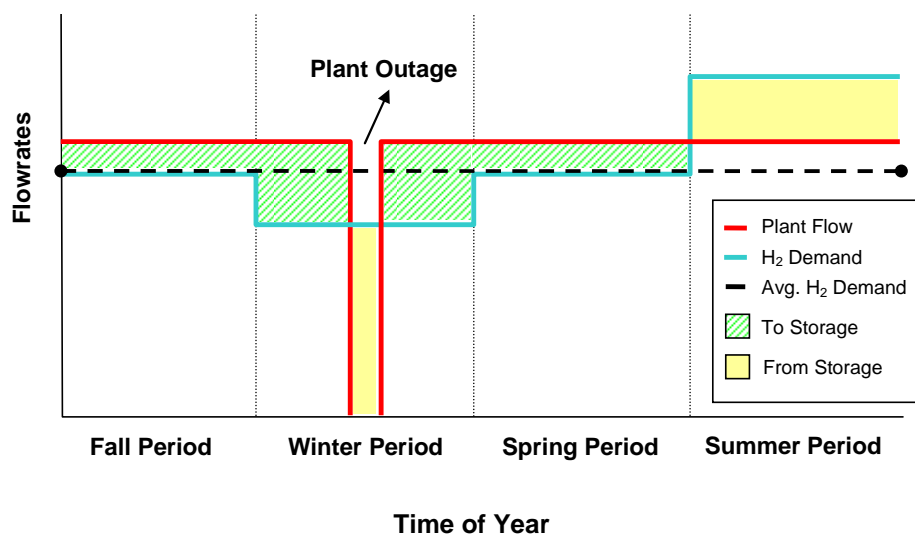 Plant Outage
Flowrates
Plant Flow
H₂ Demand
Avg. H₂ Demand
To Storage
From Storage
Fall Period
Winter Period
Spring Period
Summer Period
Time of Year